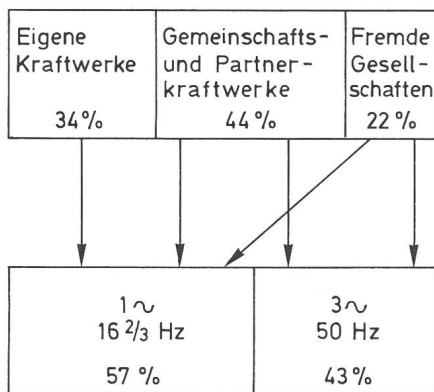 Eigene
Kraftwerke
34%
Gemeinschafts-
und Partner-
kraftwerke
44%
Fremde
Gesell-
schaften
22%
1~
16 2/3 Hz
57 %
3~
50 Hz
43%